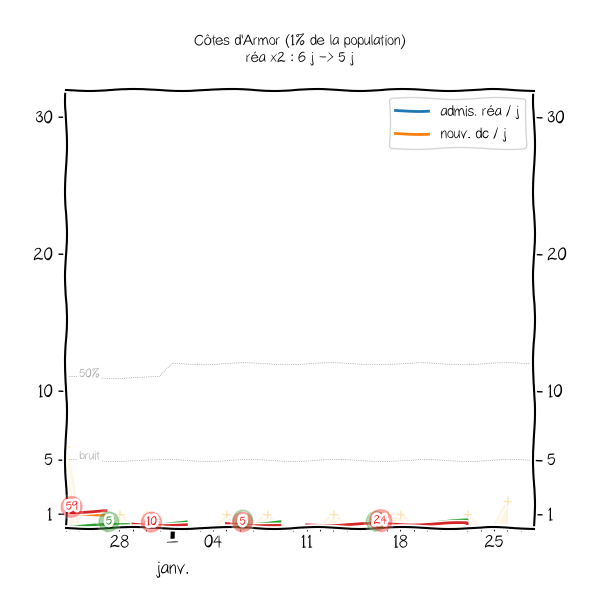 Côtes d'Armor (1% de la population)
réa x2 : 6 j -> 5 j
admis. réa / j
nouv. dc / j
30 30
20 20
50%
10 10
bruit
5 5
59
1 1
5 10 5 24
28 1 04 11 18 25
janv.